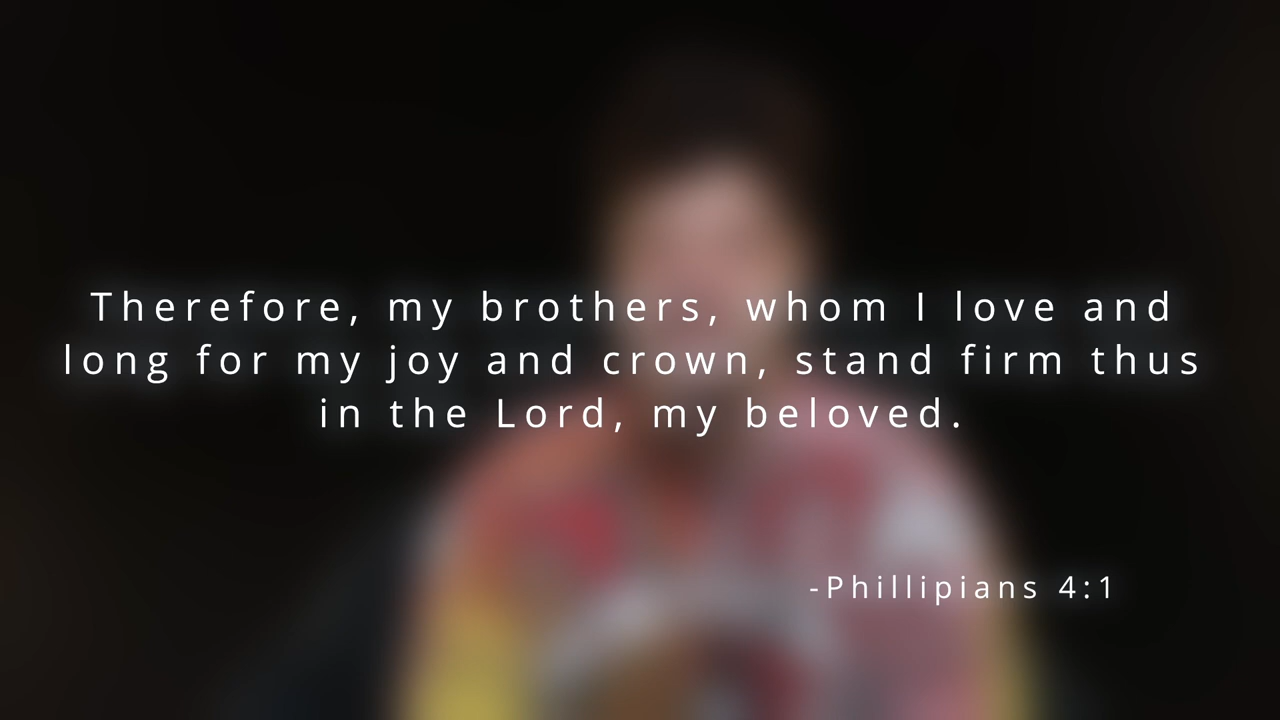 Therefore, my brothers, whom I love and
long for my joy and crown, stand firm thus
in the Lord, my beloved.
-Phillipians 4:1